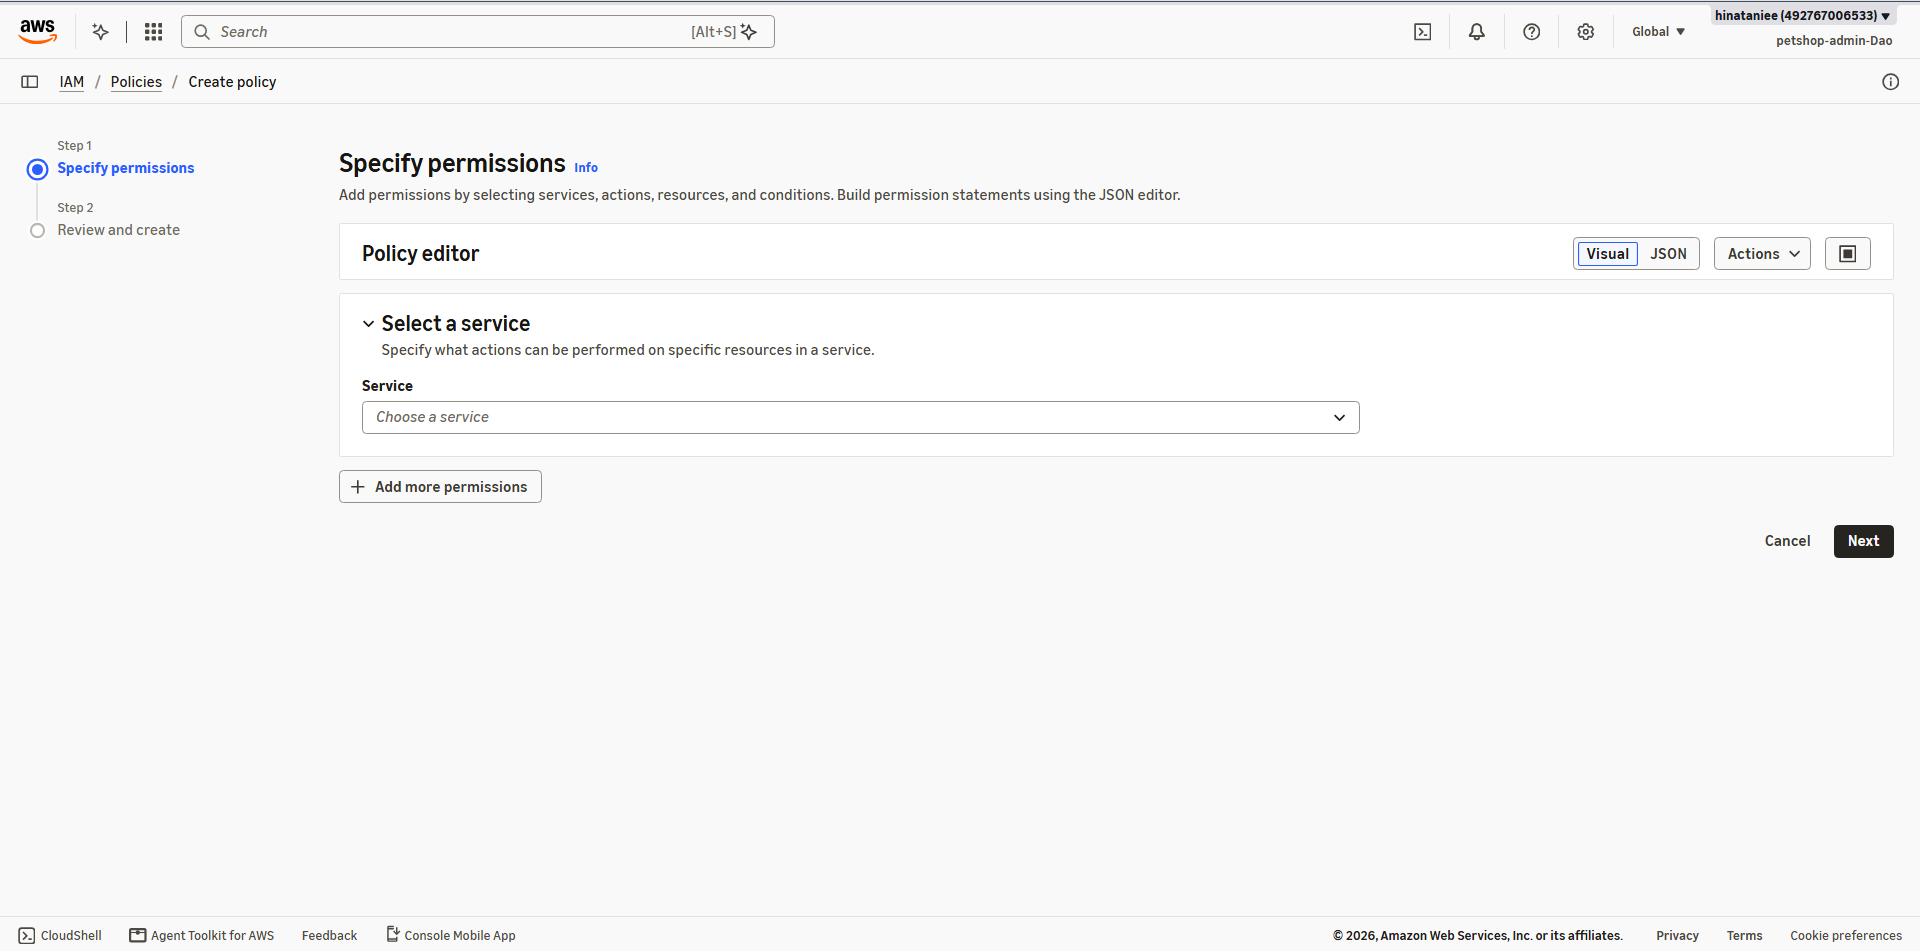 aws
Search [Alt+S]
Global
hinataniee (492767006533)
petshop-admin-Dao
IAM / Policies / Create policy
Step 1
Specify permissions
Step 2
Review and create
Specify permissions Info
Add permissions by selecting services, actions, resources, and conditions. Build permission statements using the JSON editor.
Policy editor
Visual JSON Actions
Select a service
Specify what actions can be performed on specific resources in a service.
Service
Choose a service
Add more permissions
Cancel Next
CloudShell Agent Toolkit for AWS Feedback Console Mobile App © 2026, Amazon Web Services, Inc. or its affiliates. Privacy Terms Cookie preferences